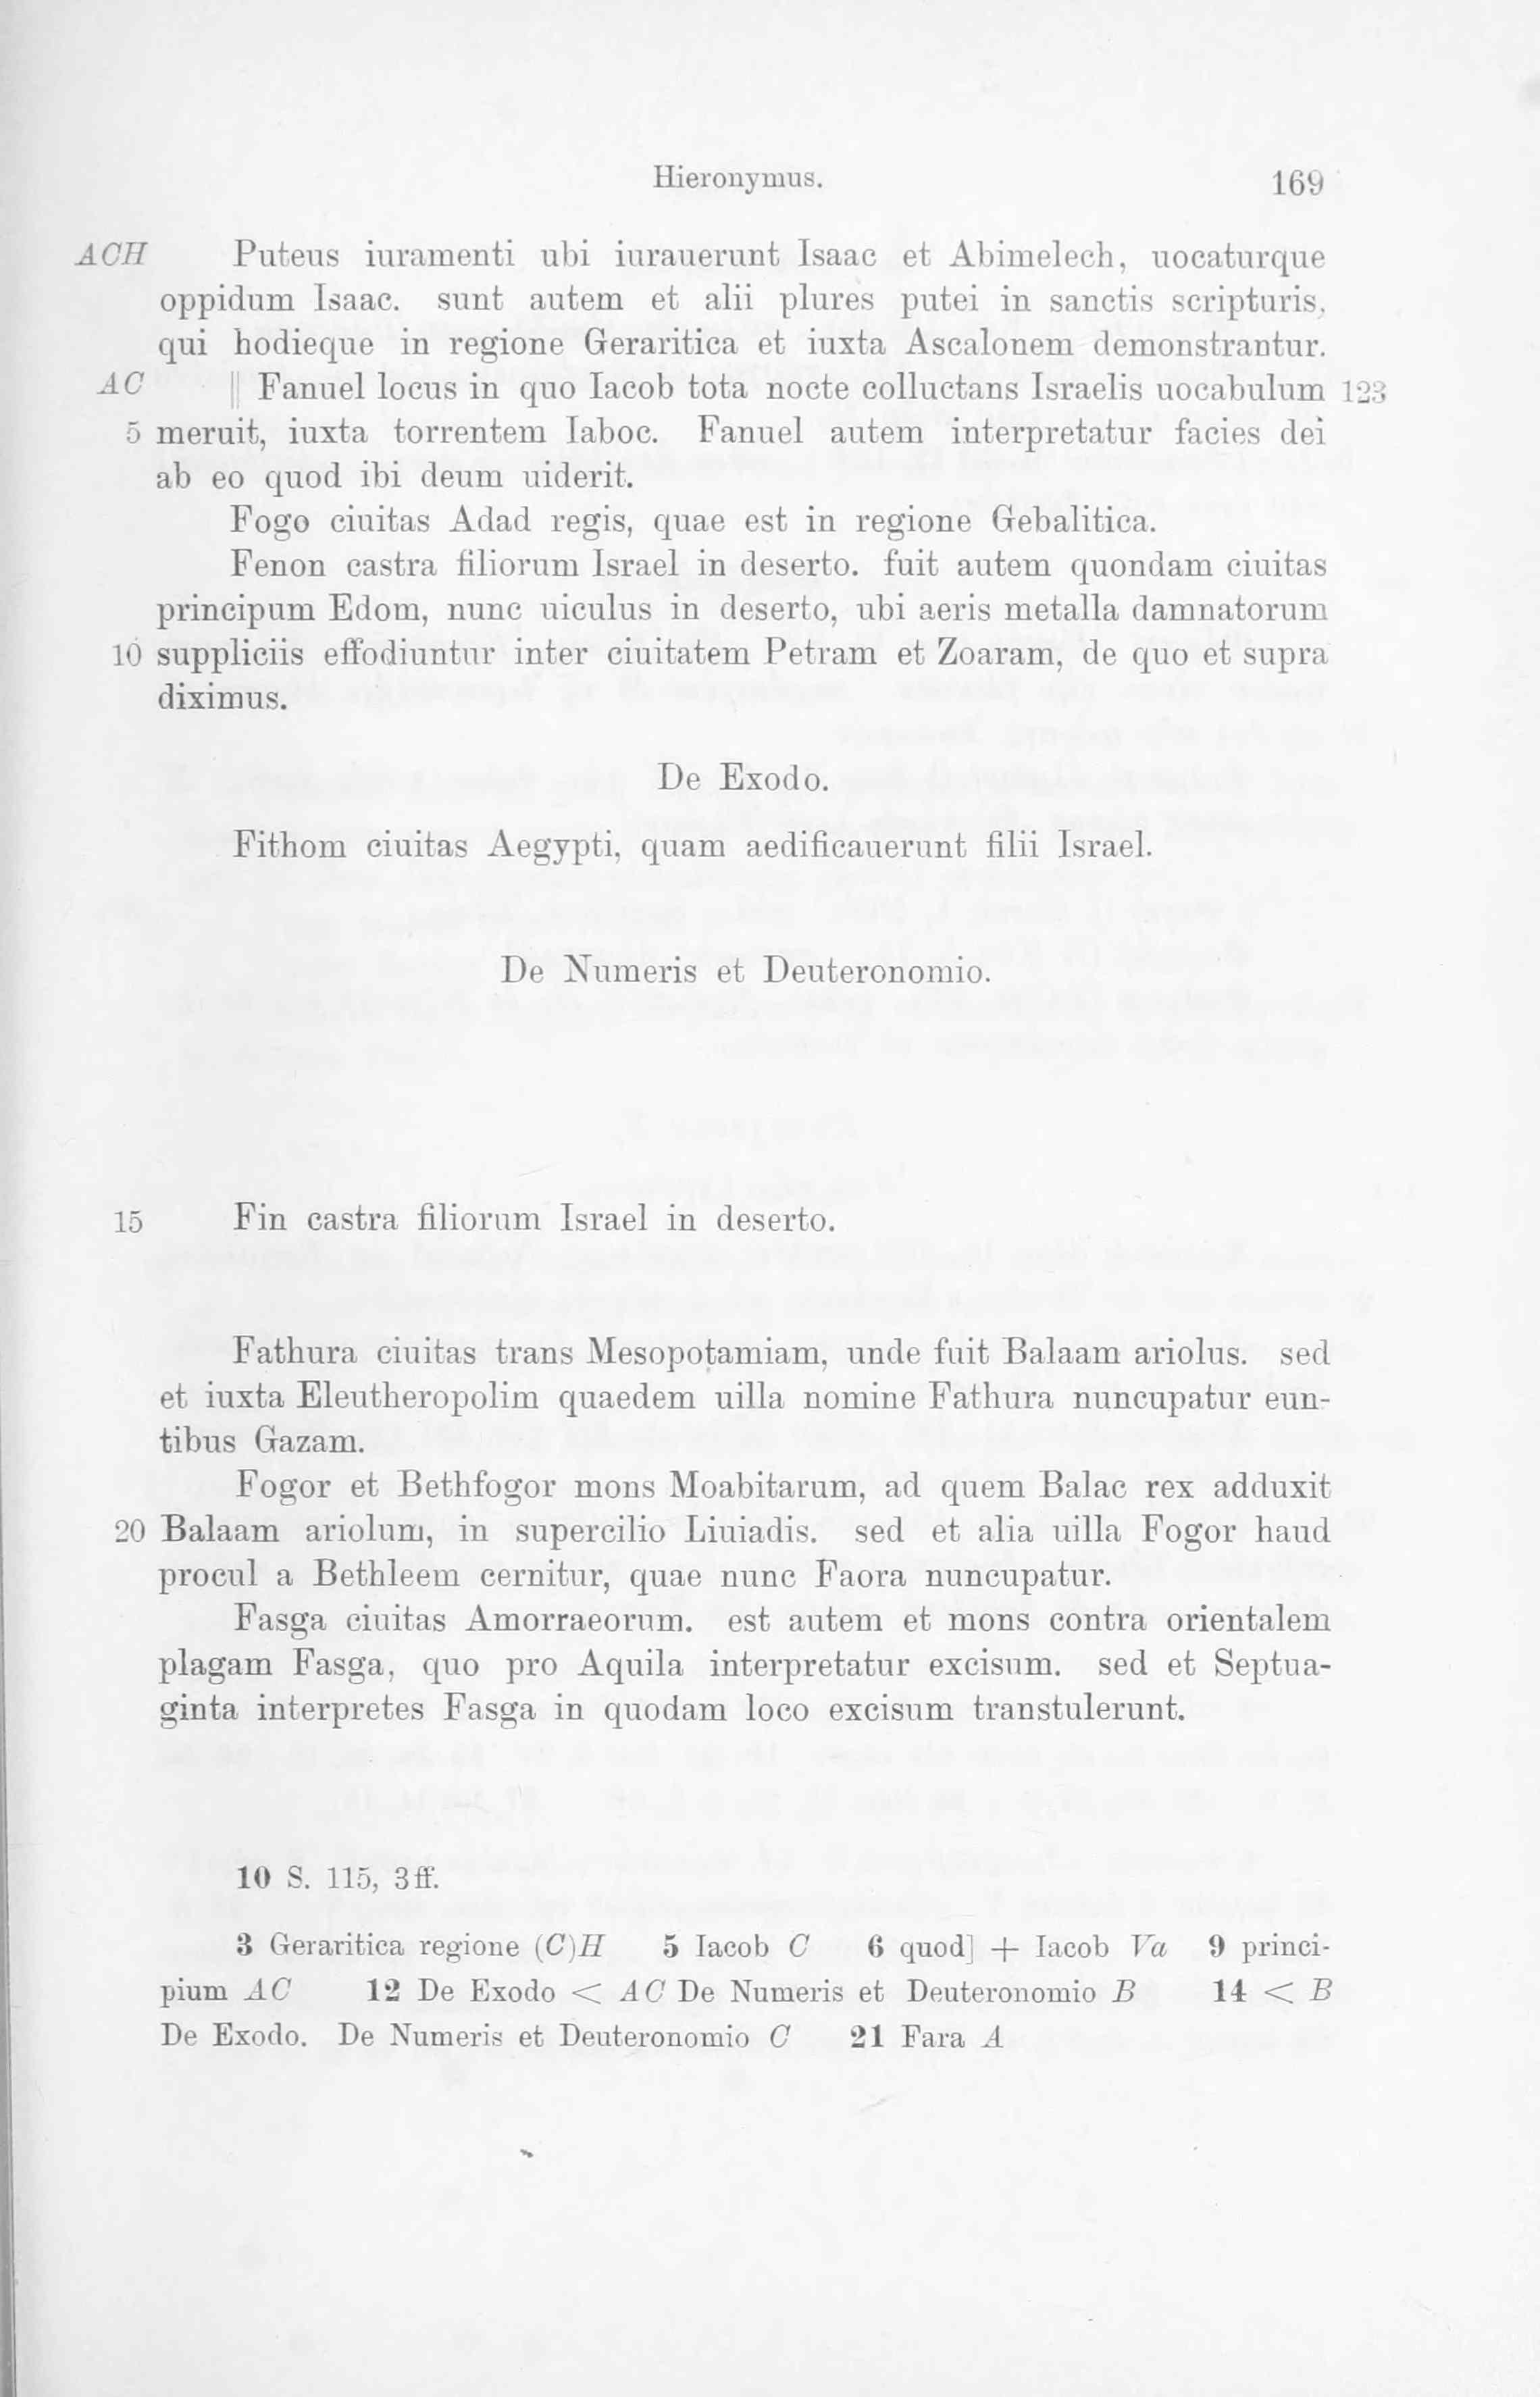 Hieronymus. 169
ACH Puteus iuramenti ubi iurauerunt Isaac et Abimelech, uocaturque
oppidum Isaac. sunt autem et alii plures putei in sanctis scripturis,
qui hodieque in regione Geraritica et iuxta Ascalonem demonstrantur.
AC || Fanuel locus in quo Iacob tota nocte colluctans Israelis uocabulum 123
5 meruit, iuxta torrentem Iaboc. Fanuel autem interpretatur facies dei
ab eo quod ibi deum uiderit.
Fogo ciuitas Adad regis, quae est in regione Gebalitica.
Fenon castra filiorum Israel in deserto. fuit autem quondam ciuitas
principum Edom, nunc uiculus in deserto, ubi aeris metalla damnatorum
10 suppliciis effodiuntur inter ciuitatem Petram et Zoaram, de quo et supra
diximus.
De Exodo.
Fithom ciuitas Aegypti, quam aedificauerunt filii Israel.
De Numeris et Deuteronomio.
15 Fin castra filiorum Israel in deserto.
Fathura ciuitas trans Mesopotamiam, unde fuit Balaam ariolus. sed
et iuxta Eleutheropolim quaedem uilla nomine Fathura nuncupatur eun-
tibus Gazam.
Fogor et Bethfogor mons Moabitarum, ad quem Balac rex adduxit
20 Balaam ariolum, in supercilio Liuiadis. sed et alia uilla Fogor haud
procul a Bethleem cernitur, quae nunc Faora nuncupatur.
Fasga ciuitas Amorraeorum. est autem et mons contra orientalem
plagam Fasga, quo pro Aquila interpretatur excisum. sed et Septua-
ginta interpretes Fasga in quodam loco excisum transtulerunt.
10 S. 115, 3 ff.
3 Geraritica regione (C)H 5 Iacob C 6 quod] + Iacob Va 9 princi-
pium AC 12 De Exodo < AC De Numeris et Deuteronomio B 14 < B
De Exodo. De Numeris et Deuteronomio C 21 Fara A